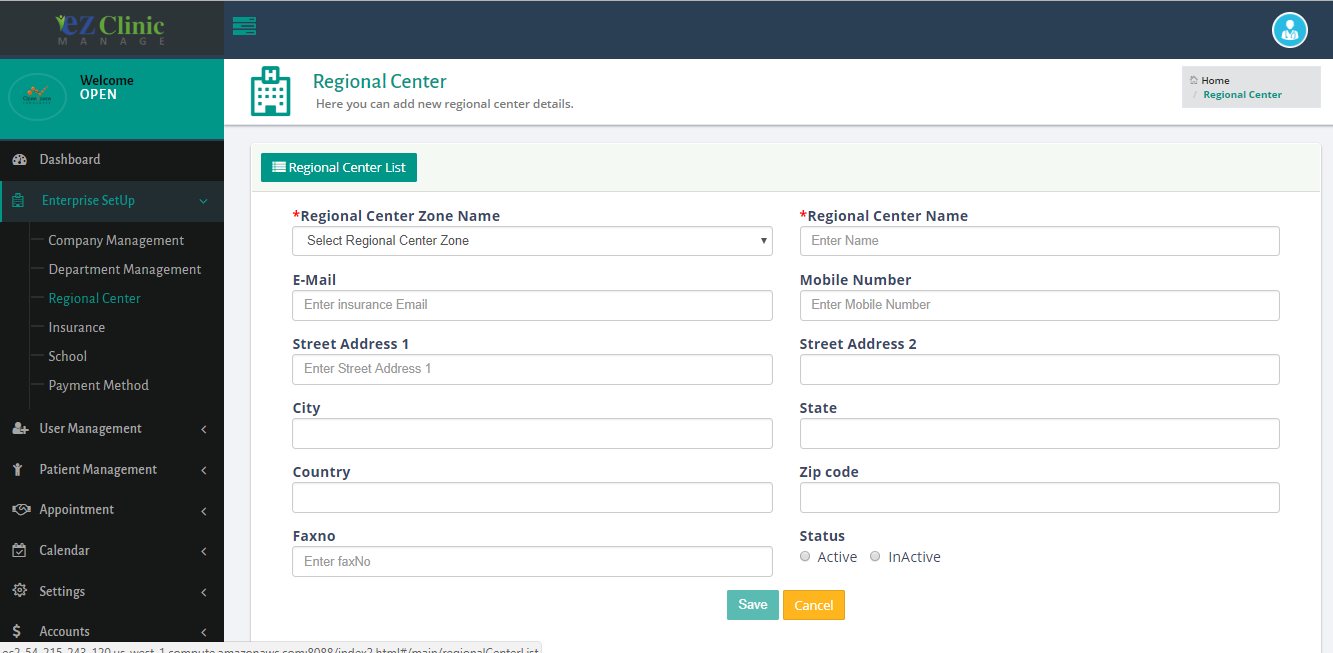 ez Clinic
MANAGE
Welcome
OPEN
Regional Center
Here you can add new regional center details.
Home
/ Regional Center
Dashboard
Enterprise SetUp
Company Management
Department Management
Regional Center
Insurance
School
Payment Method
User Management
Patient Management
Appointment
Calendar
Settings
Accounts
Regional Center List
*Regional Center Zone Name
Select Regional Center Zone
*Regional Center Name
Enter Name
E-Mail
Enter insurance Email
Mobile Number
Enter Mobile Number
Street Address 1
Enter Street Address 1
Street Address 2
City
State
Country
Zip code
Faxno
Enter faxNo
Status
Active InActive
Save Cancel
ec2-54-215-243-120.us-west-1.compute.amazonaws.com:8088/index2.html#/main/regionalCenterList